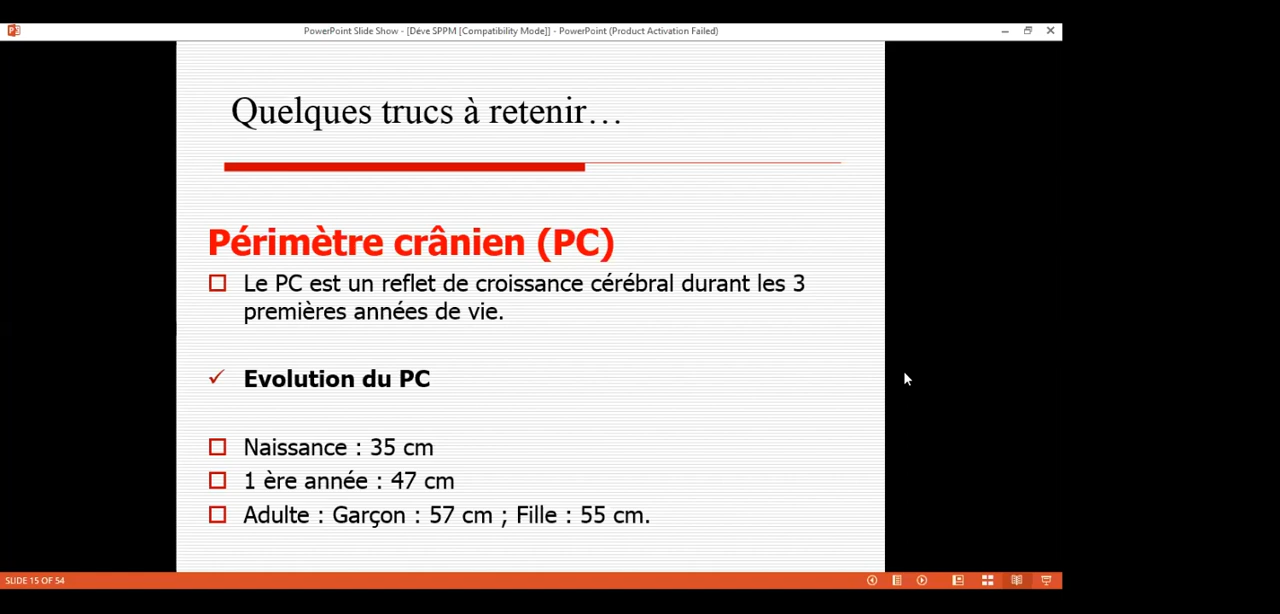 PowerPoint Slide Show - [Déve SPPM [Compatibility Mode]] - PowerPoint (Product Activation Failed)
Quelques trucs à retenir…
Périmètre crânien (PC)
Le PC est un reflet de croissance cérébral durant les 3
premières années de vie.
Evolution du PC
Naissance : 35 cm
1 ère année : 47 cm
Adulte : Garçon : 57 cm ; Fille : 55 cm.
SLIDE 15 OF 54